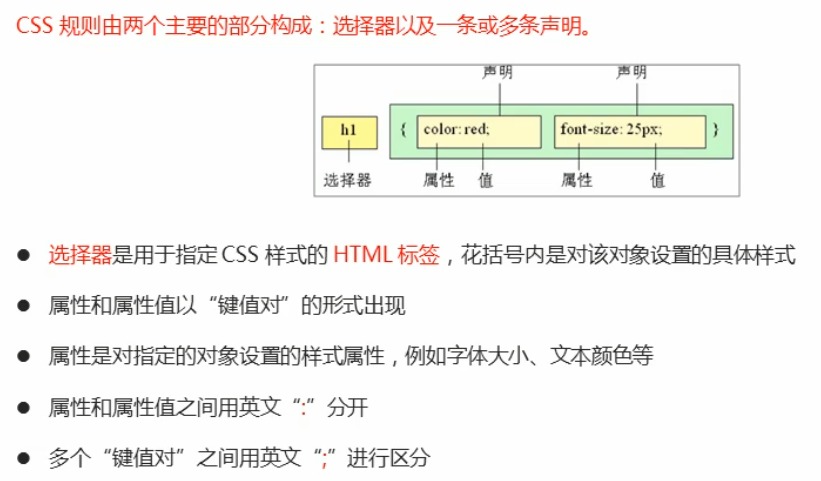 CSS 规则由两个主要的部分构成：选择器以及一条或多条声明。
声明 声明
h1 { color: red; font-size: 25px; }
选择器 属性 值 属性 值
● 选择器是用于指定 CSS 样式的 HTML 标签，花括号内是对该对象设置的具体样式
● 属性和属性值以“键值对”的形式出现
● 属性是对指定的对象设置的样式属性，例如字体大小、文本颜色等
● 属性和属性值之间用英文“:”分开
● 多个“键值对”之间用英文“;”进行区分